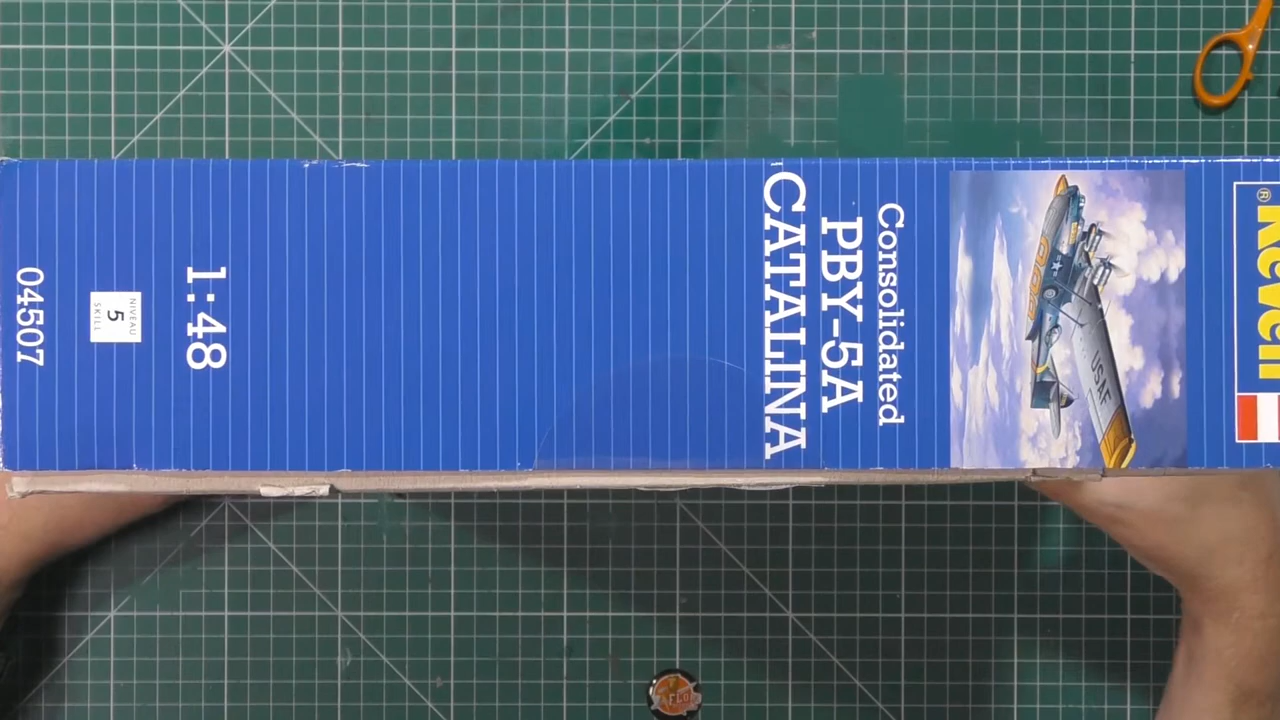 Revell
®
Consolidated
PBY-5A
CATALINA
USAF
1:48
NIVEAU
5
SKILL
04507